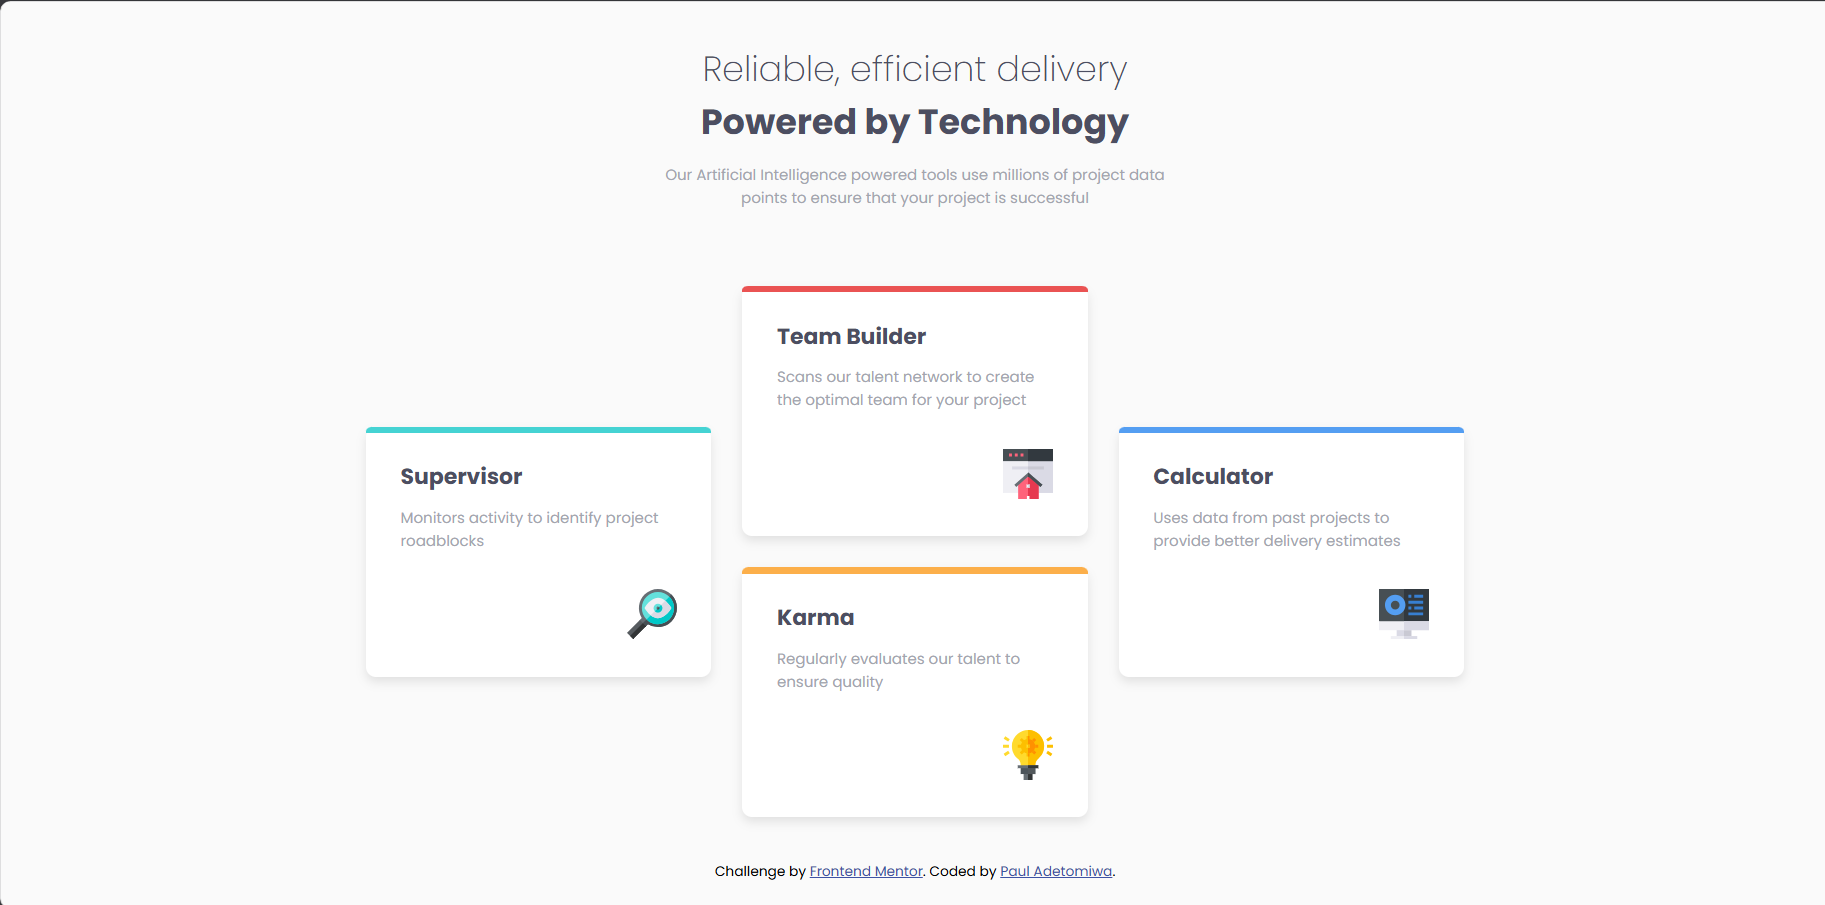 Reliable, efficient delivery
Powered by Technology
Our Artificial Intelligence powered tools use millions of project data
points to ensure that your project is successful
Team Builder
Scans our talent network to create
the optimal team for your project
Supervisor
Monitors activity to identify project
roadblocks
Calculator
Uses data from past projects to
provide better delivery estimates
Karma
Regularly evaluates our talent to
ensure quality
Challenge by Frontend Mentor. Coded by Paul Adetomiwa.